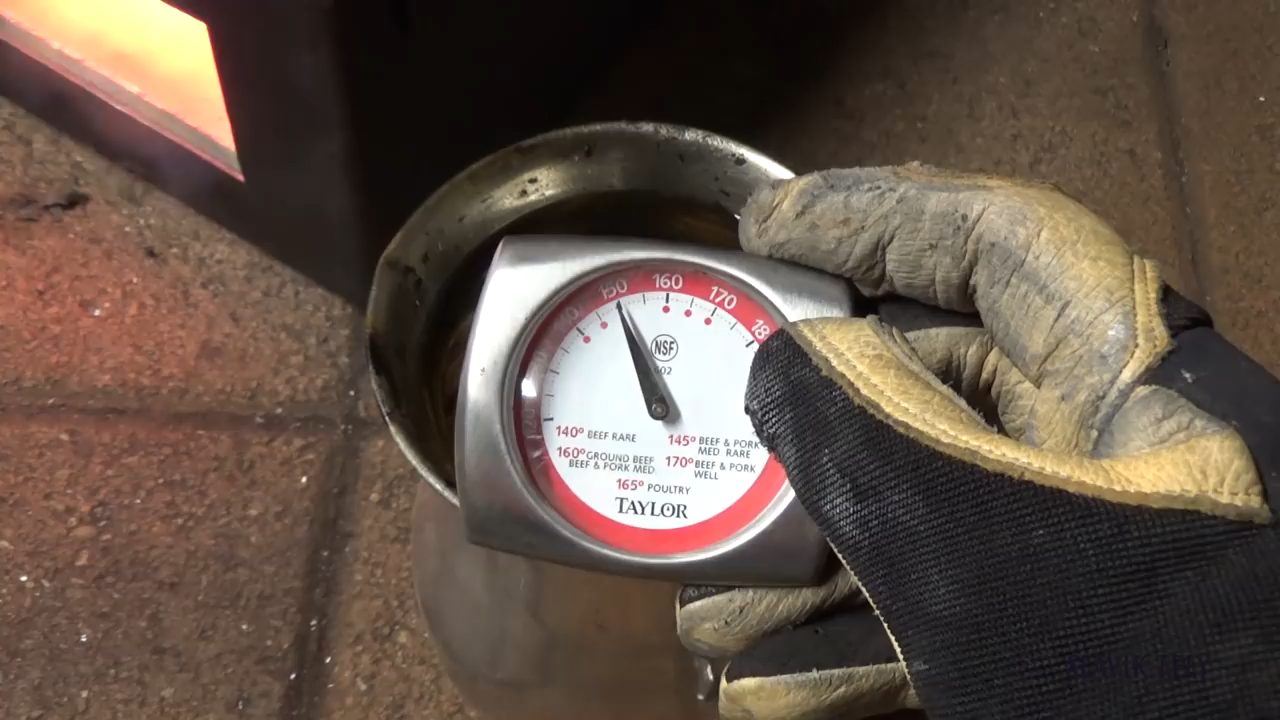 150 160 170
NSF
140° BEEF RARE
145° BEEF & PORK
MED RARE
160° GROUND BEEF
BEEF & PORK MED
170° BEEF & PORK
WELL
165° POULTRY
TAYLOR